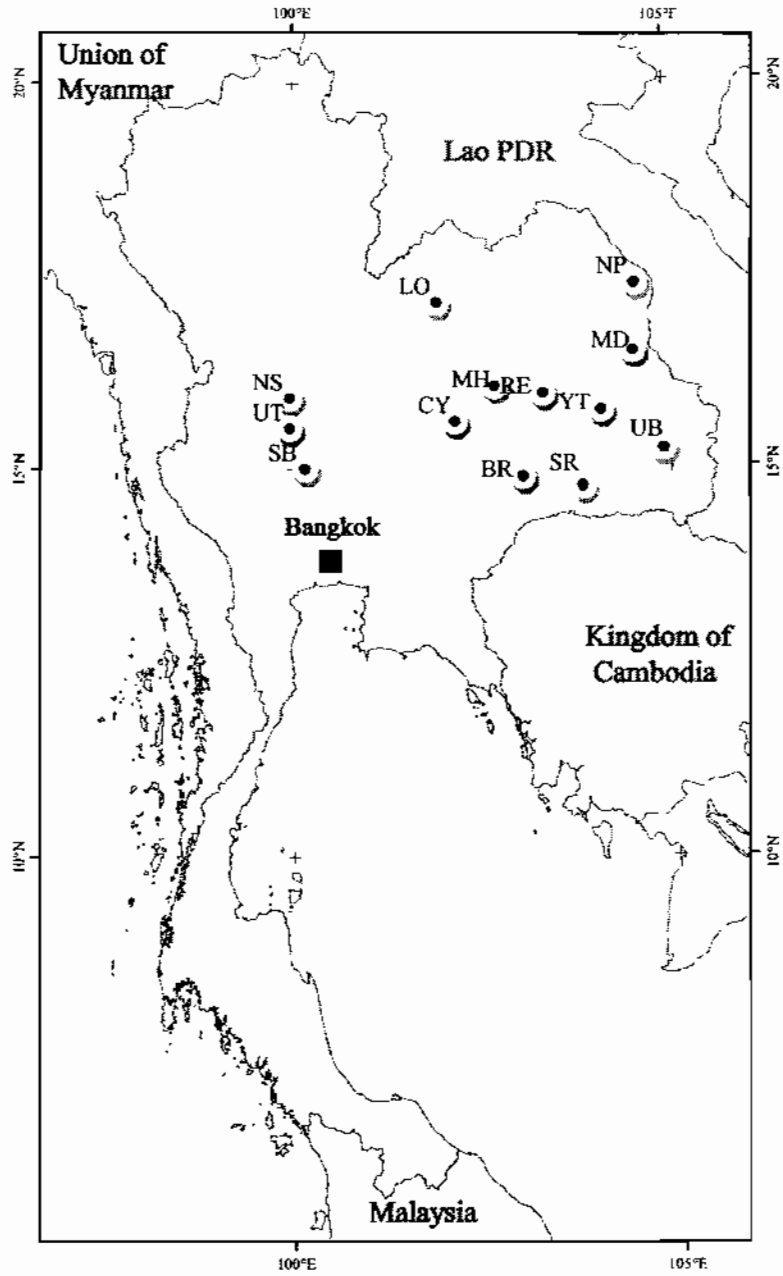 100°E
105°E
Union of
Myanmar
20°N
20°N
Lao PDR
NP
LO
MD
NS
MH
RE
YT
UT
CY
UB
SB
BR
SR
15°N
15°N
Bangkok
Kingdom of
Cambodia
10°N
10°N
Malaysia
100°E
105°E